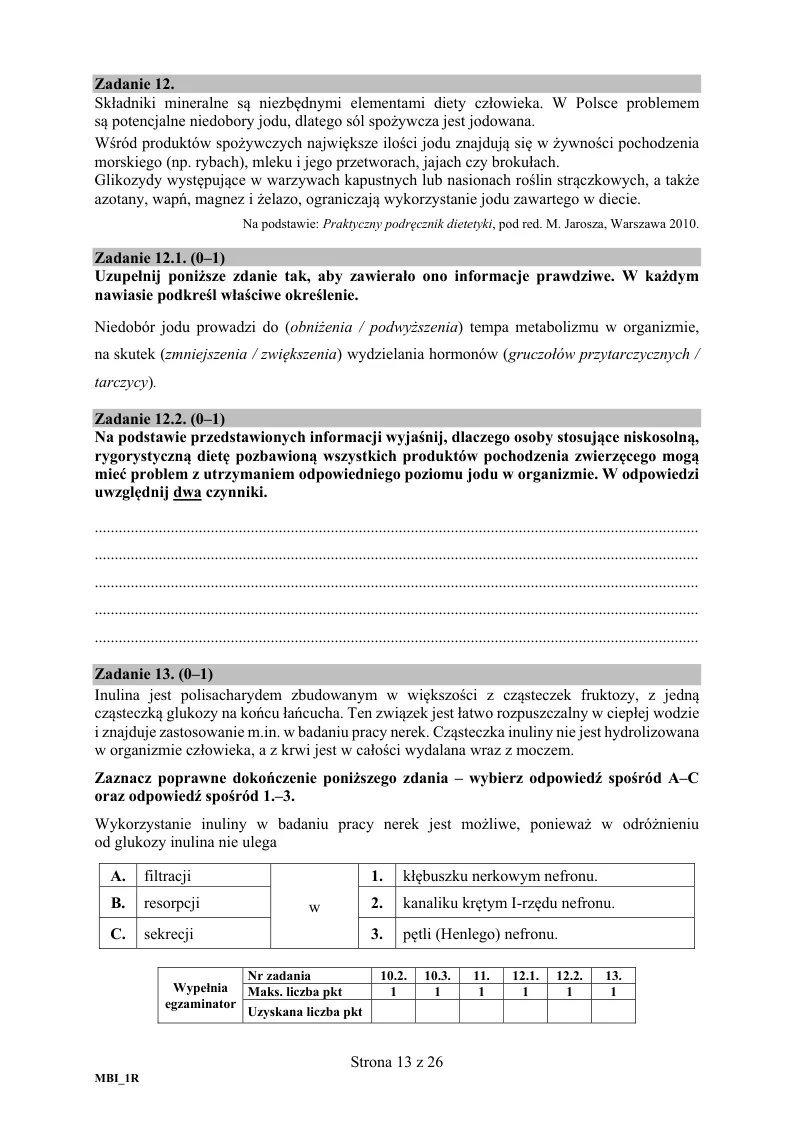 Zadanie 12.
Składniki mineralne są niezbędnymi elementami diety człowieka. W Polsce problemem
są potencjalne niedobory jodu, dlatego sól spożywcza jest jodowana.
Wśród produktów spożywczych największe ilości jodu znajdują się w żywności pochodzenia
morskiego (np. rybach), mleku i jego przetworach, jajach czy brokułach.
Glikozydy występujące w warzywach kapustnych lub nasionach roślin strączkowych, a także
azotany, wapń, magnez i żelazo, ograniczają wykorzystanie jodu zawartego w diecie.
Na podstawie: Praktyczny podręcznik dietetyki, pod red. M. Jarosza, Warszawa 2010.
Zadanie 12.1. (0–1)
Uzupełnij poniższe zdanie tak, aby zawierało ono informacje prawdziwe. W każdym
nawiasie podkreśl właściwe określenie.
Niedobór jodu prowadzi do (obniżenia / podwyższenia) tempa metabolizmu w organizmie,
na skutek (zmniejszenia / zwiększenia) wydzielania hormonów (gruczołów przytarczycznych /
tarczycy).
Zadanie 12.2. (0–1)
Na podstawie przedstawionych informacji wyjaśnij, dlaczego osoby stosujące niskosolną,
rygorystyczną dietę pozbawioną wszystkich produktów pochodzenia zwierzęcego mogą
mieć problem z utrzymaniem odpowiedniego poziomu jodu w organizmie. W odpowiedzi
uwzględnij dwa czynniki.
Zadanie 13. (0–1)
Inulina jest polisacharydem zbudowanym w większości z cząsteczek fruktozy, z jedną
cząsteczką glukozy na końcu łańcucha. Ten związek jest łatwo rozpuszczalny w ciepłej wodzie
i znajduje zastosowanie m.in. w badaniu pracy nerek. Cząsteczka inuliny nie jest hydrolizowana
w organizmie człowieka, a z krwi jest w całości wydalana wraz z moczem.
Zaznacz poprawne dokończenie poniższego zdania – wybierz odpowiedź spośród A–C
oraz odpowiedź spośród 1.–3.
Wykorzystanie inuliny w badaniu pracy nerek jest możliwe, ponieważ w odróżnieniu
od glukozy inulina nie ulega
A. filtracji 1. kłębuszku nerkowym nefronu.
B. resorpcji w 2. kanaliku krętym I-rzędu nefronu.
C. sekrecji 3. pętli (Henlego) nefronu.
Wypełnia egzaminator
Nr zadania 10.2. 10.3. 11. 12.1. 12.2. 13.
Maks. liczba pkt 1 1 1 1 1 1
Uzyskana liczba pkt
Strona 13 z 26
MBI_1R